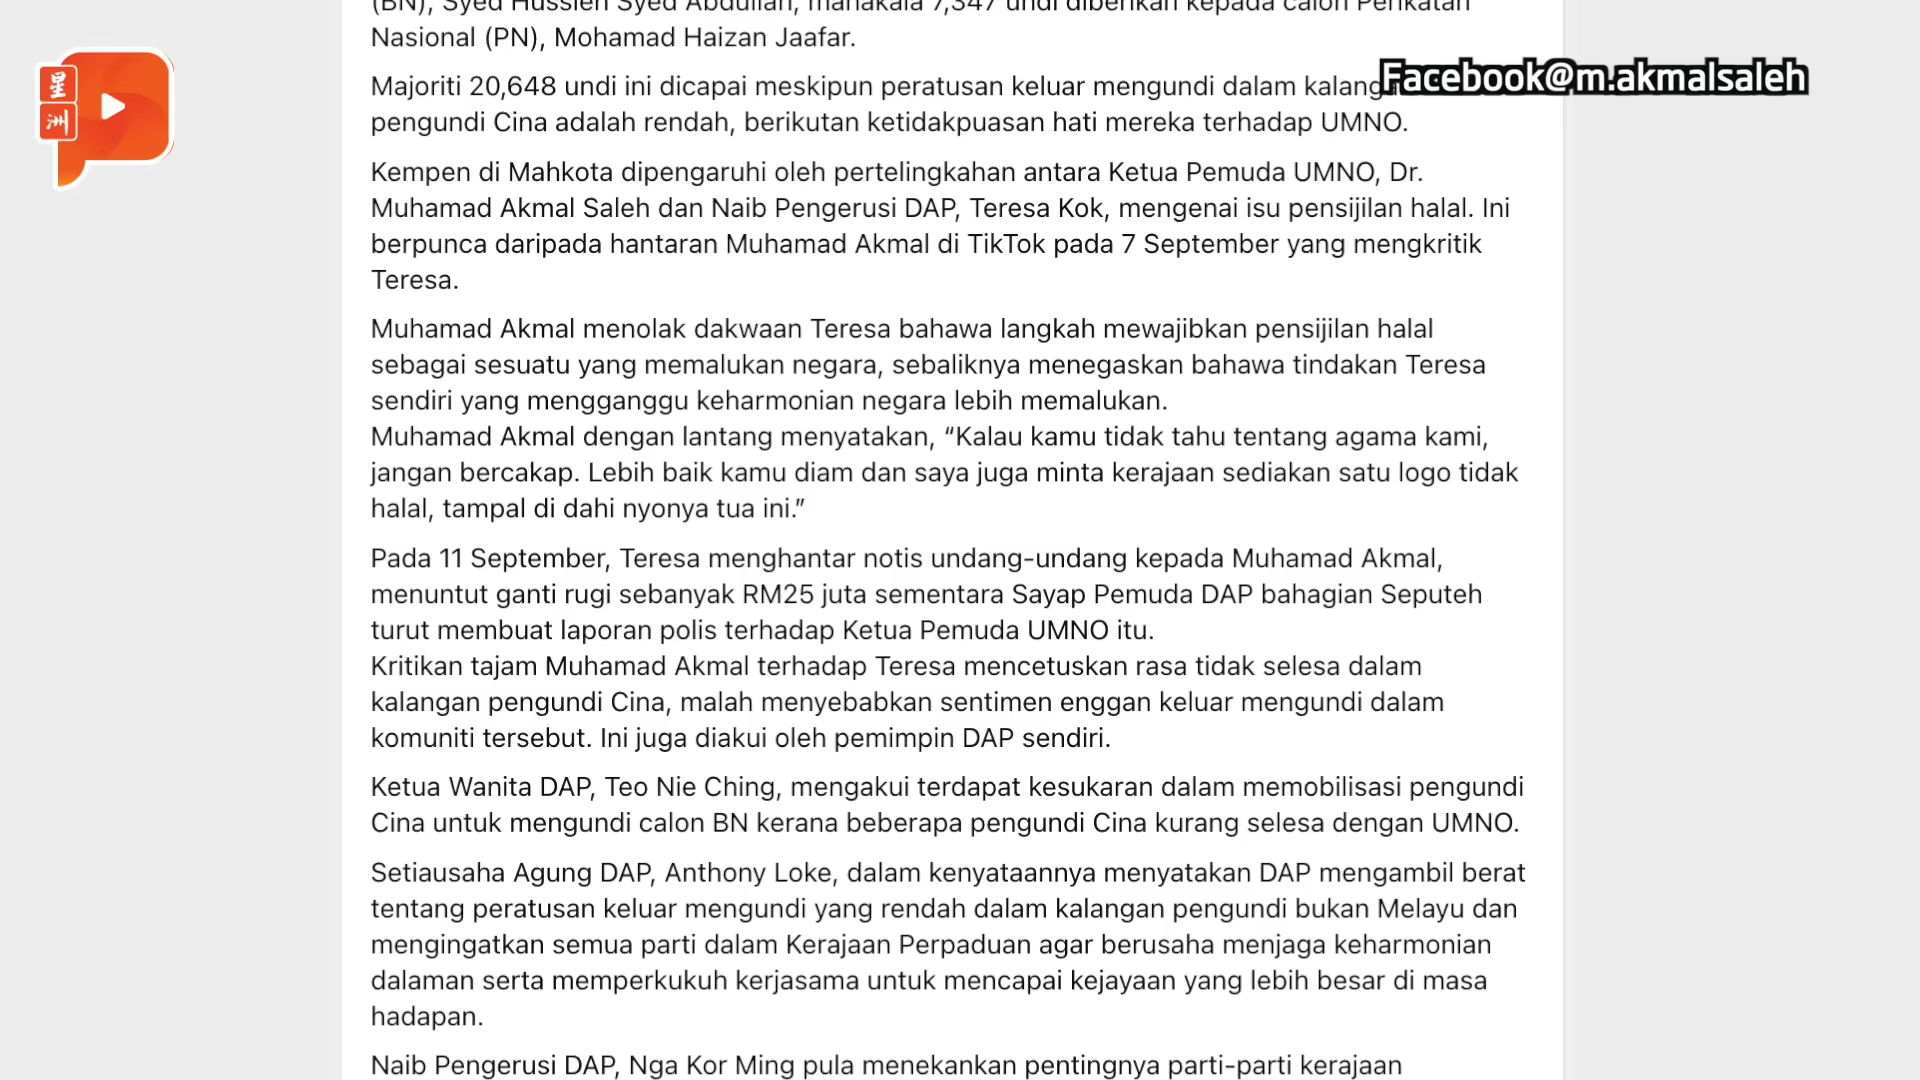 (BN), Syed Hussien Syed Abdullah, manakala 7,347 undi diberikan kepada calon Perikatan
Nasional (PN), Mohamad Haizan Jaafar.
星洲
Facebook@m.akmalsaleh
Majoriti 20,648 undi ini dicapai meskipun peratusan keluar mengundi dalam
pengundi Cina adalah rendah, berikutan ketidakpuasan hati mereka terhadap UMNO.
Kempen di Mahkota dipengaruhi oleh pertelingkahan antara Ketua Pemuda UMNO, Dr.
Muhamad Akmal Saleh dan Naib Pengerusi DAP, Teresa Kok, mengenai isu pensijilan halal. Ini
berpunca daripada hantaran Muhamad Akmal di TikTok pada 7 September yang mengkritik
Teresa.
Muhamad Akmal menolak dakwaan Teresa bahawa langkah mewajibkan pensijilan halal
sebagai sesuatu yang memalukan negara, sebaliknya menegaskan bahawa tindakan Teresa
sendiri yang mengganggu keharmonian negara lebih memalukan.
Muhamad Akmal dengan lantang menyatakan, “Kalau kamu tidak tahu tentang agama kami,
jangan bercakap. Lebih baik kamu diam dan saya juga minta kerajaan sediakan satu logo tidak
halal, tampal di dahi nyonya tua ini.”
Pada 11 September, Teresa menghantar notis undang-undang kepada Muhamad Akmal,
menuntut ganti rugi sebanyak RM25 juta sementara Sayap Pemuda DAP bahagian Seputeh
turut membuat laporan polis terhadap Ketua Pemuda UMNO itu.
Kritikan tajam Muhamad Akmal terhadap Teresa mencetuskan rasa tidak selesa dalam
kalangan pengundi Cina, malah menyebabkan sentimen enggan keluar mengundi dalam
komuniti tersebut. Ini juga diakui oleh pemimpin DAP sendiri.
Ketua Wanita DAP, Teo Nie Ching, mengakui terdapat kesukaran dalam memobilisasi pengundi
Cina untuk mengundi calon BN kerana beberapa pengundi Cina kurang selesa dengan UMNO.
Setiausaha Agung DAP, Anthony Loke, dalam kenyataannya menyatakan DAP mengambil berat
tentang peratusan keluar mengundi yang rendah dalam kalangan pengundi bukan Melayu dan
mengingatkan semua parti dalam Kerajaan Perpaduan agar berusaha menjaga keharmonian
dalaman serta memperkukuh kerjasama untuk mencapai kejayaan yang lebih besar di masa
hadapan.
Naib Pengerusi DAP, Nga Kor Ming pula menekankan pentingnya parti-parti kerajaan